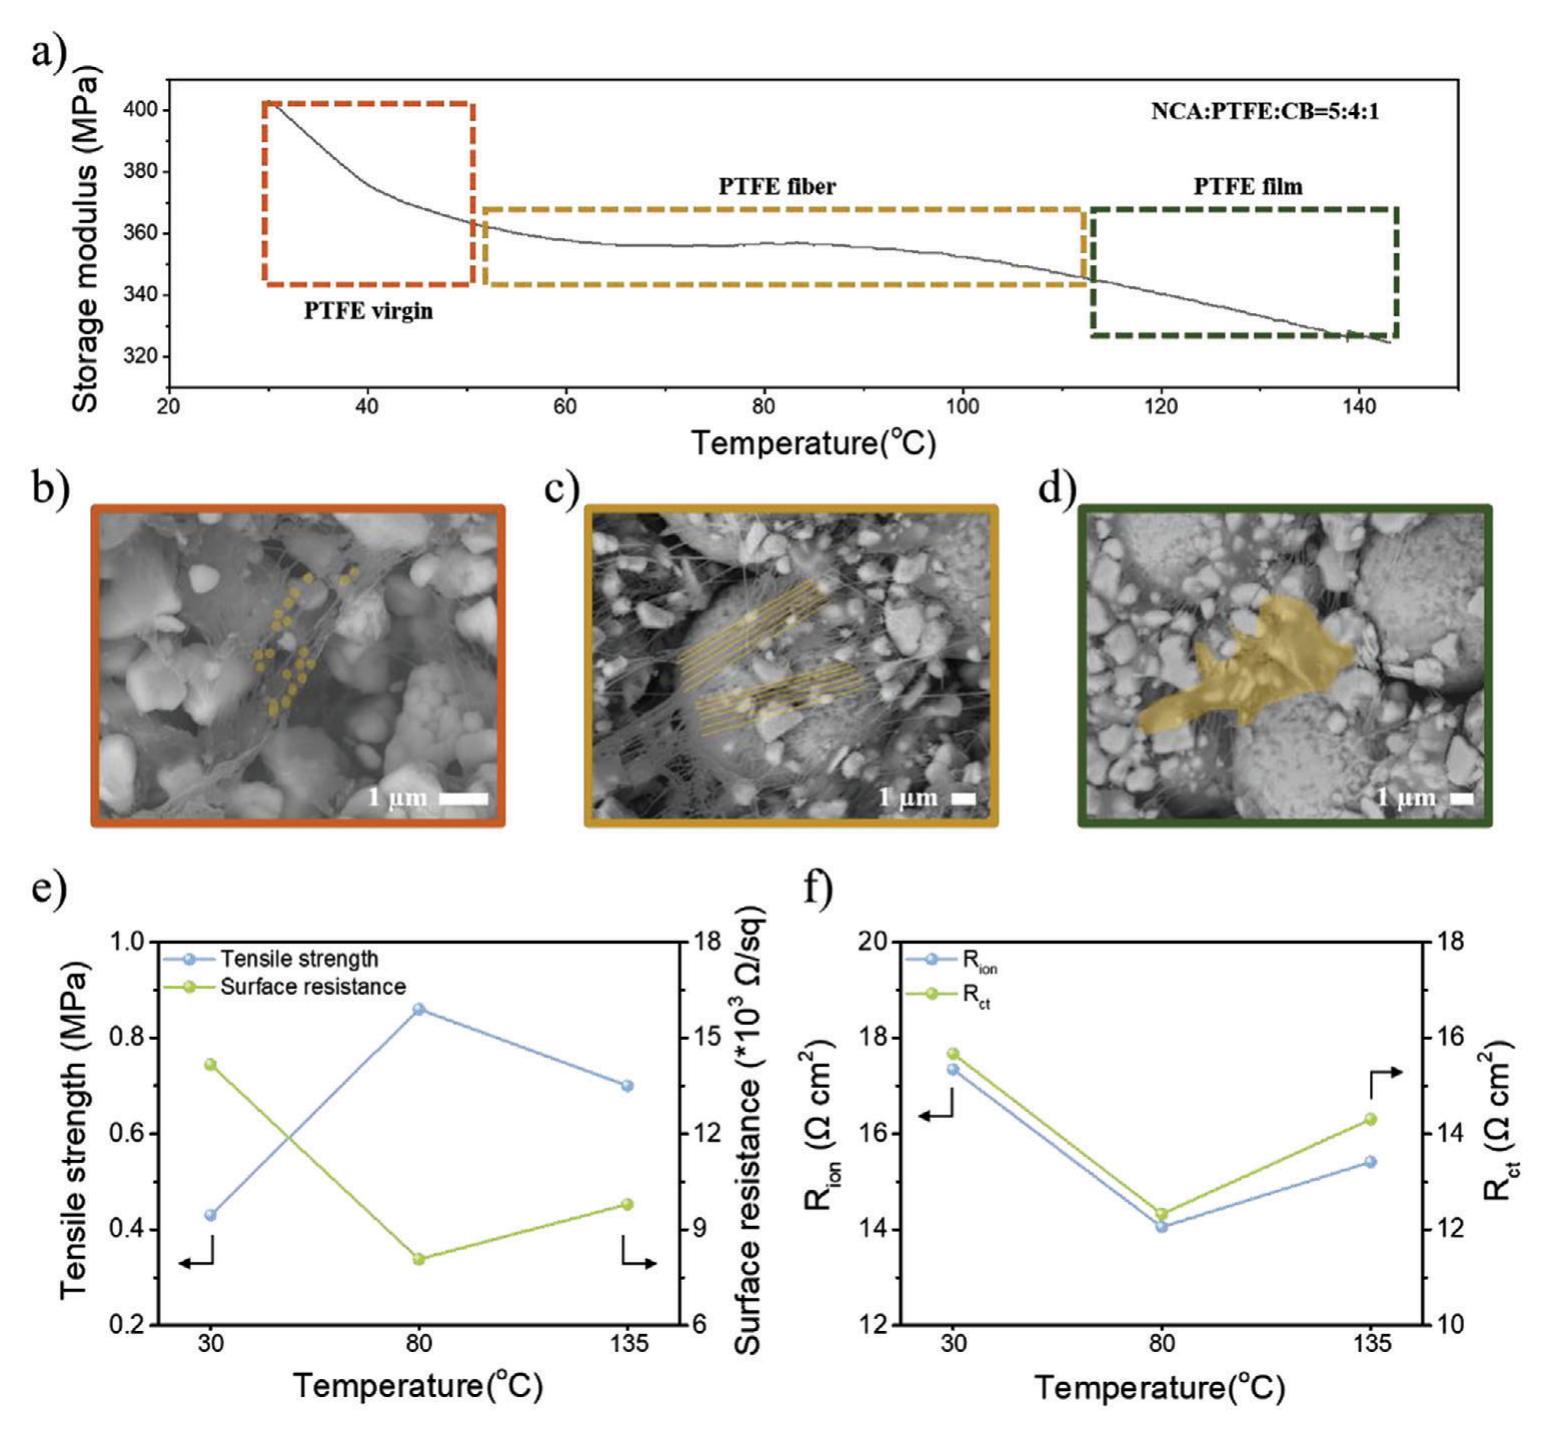 a)
Storage modulus (MPa)
400
380
360
340
320
NCA:PTFE:CB=5:4:1
PTFE fiber
PTFE film
PTFE virgin
20 40 60 80 100 120 140
Temperature(°C)
b)
c)
d)
1 μm
1 μm
1 μm
e)
Tensile strength (MPa)
1.0
0.8
0.6
0.4
0.2
Tensile strength
Surface resistance
18
15
12
9
6
Surface resistance (*10³ Ω/sq)
30 80 135
Temperature(°C)
f)
R_ion (Ω cm²)
20
18
16
14
12
R_ion
R_ct
18
16
14
12
10
R_ct (Ω cm²)
30 80 135
Temperature(°C)